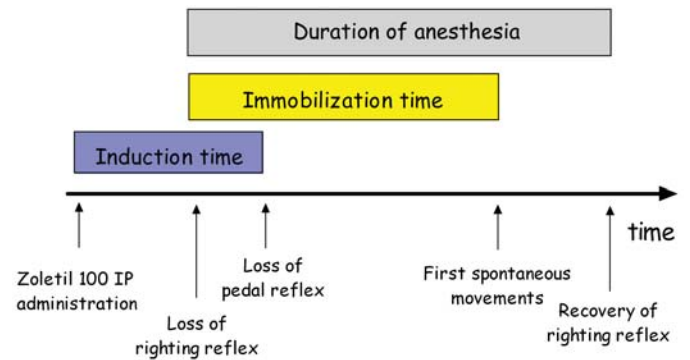 Duration of anesthesia
Immobilization time
Induction time
time
Zoletil 100 IP
administration
Loss of
righting reflex
Loss of
pedal reflex
First spontaneous
movements
Recovery of
righting reflex